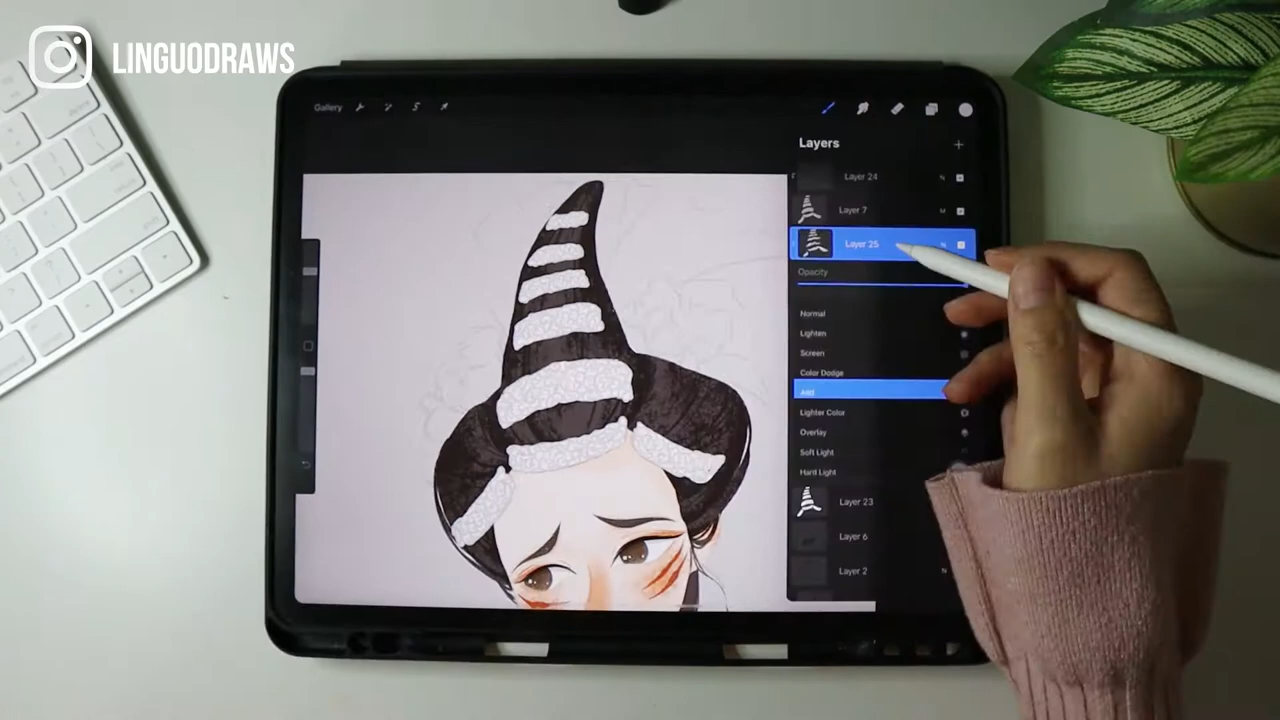 LINGUODRAWS
Gallery
Layers
Layer 24
N
Layer 7
M
Layer 25
N
Opacity
Normal
Lighten
Screen
Color Dodge
Add
Lighter Color
Overlay
Soft Light
Hard Light
Layer 23
Layer 6
Layer 2
N